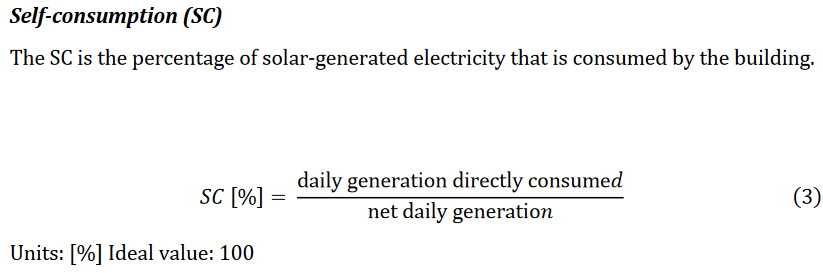 Self-consumption (SC)
The SC is the percentage of solar-generated electricity that is consumed by the building.
SC [%] = daily generation directly consumed / net daily generation (3)
Units: [%] Ideal value: 100